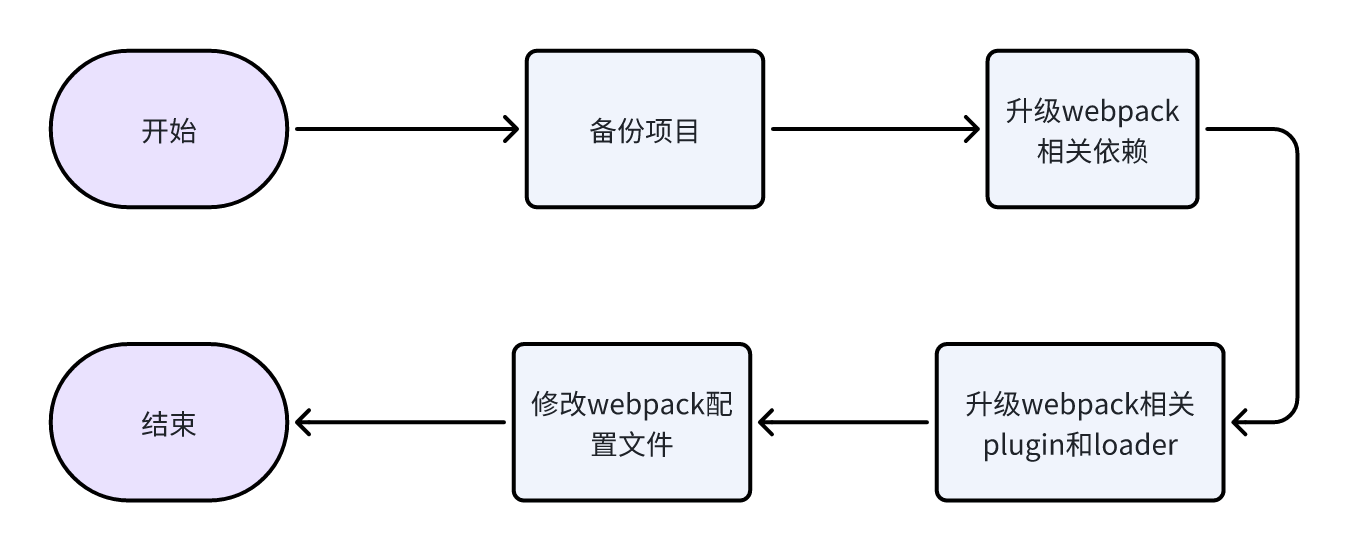 开始
备份项目
升级webpack
相关依赖
升级webpack相关
plugin和loader
修改webpack配
置文件
结束